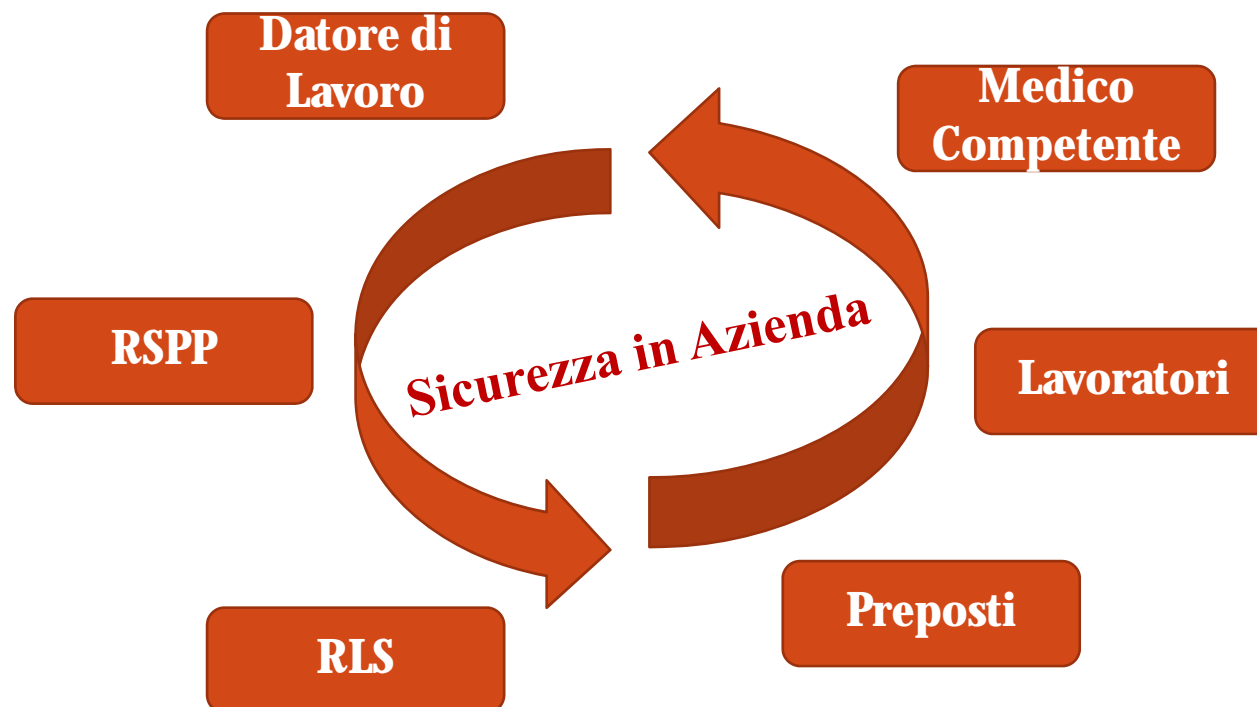 Datore di
Lavoro
Medico
Competente
RSPP
Sicurezza in Azienda
Lavoratori
Preposti
RLS